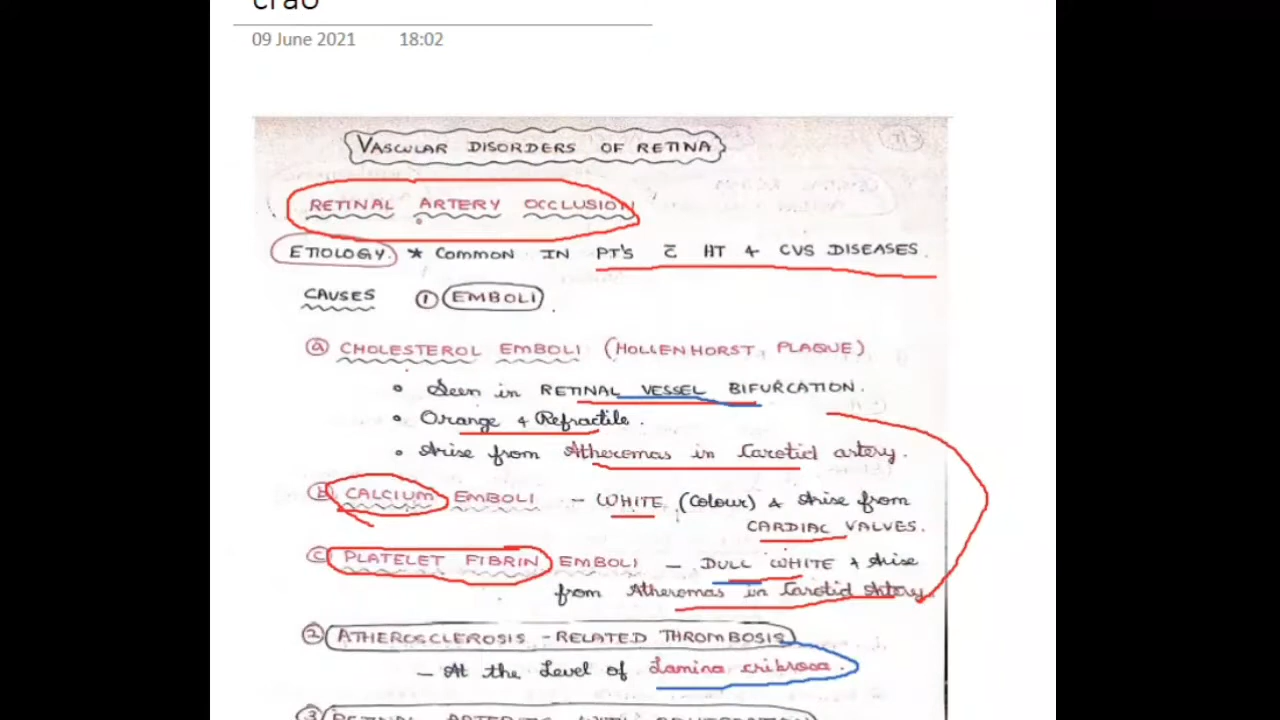 crao
09 June 2021 18:02
VASCULAR DISORDERS OF RETINA
RETINAL ARTERY OCCLUSION
ETIOLOGY. * COMMON IN PT'S c̄ HT & CVS DISEASES.
CAUSES ① EMBOLI
ⓐ CHOLESTEROL EMBOLI (HOLLENHORST PLAQUE)
• Seen in RETINAL VESSEL BIFURCATION.
• Orange & Refractile.
• Arise from Atheromas in Carotid artery.
ⓑ CALCIUM EMBOLI - WHITE (Colour) & Arise from
CARDIAC VALVES.
ⓒ PLATELET FIBRIN EMBOLI - DULL WHITE & Arise
from Atheromas in Carotid Artery.
② ATHEROSCLEROSIS - RELATED THROMBOSIS
- At the Level of Lamina cribrosa.
③ RETINAL